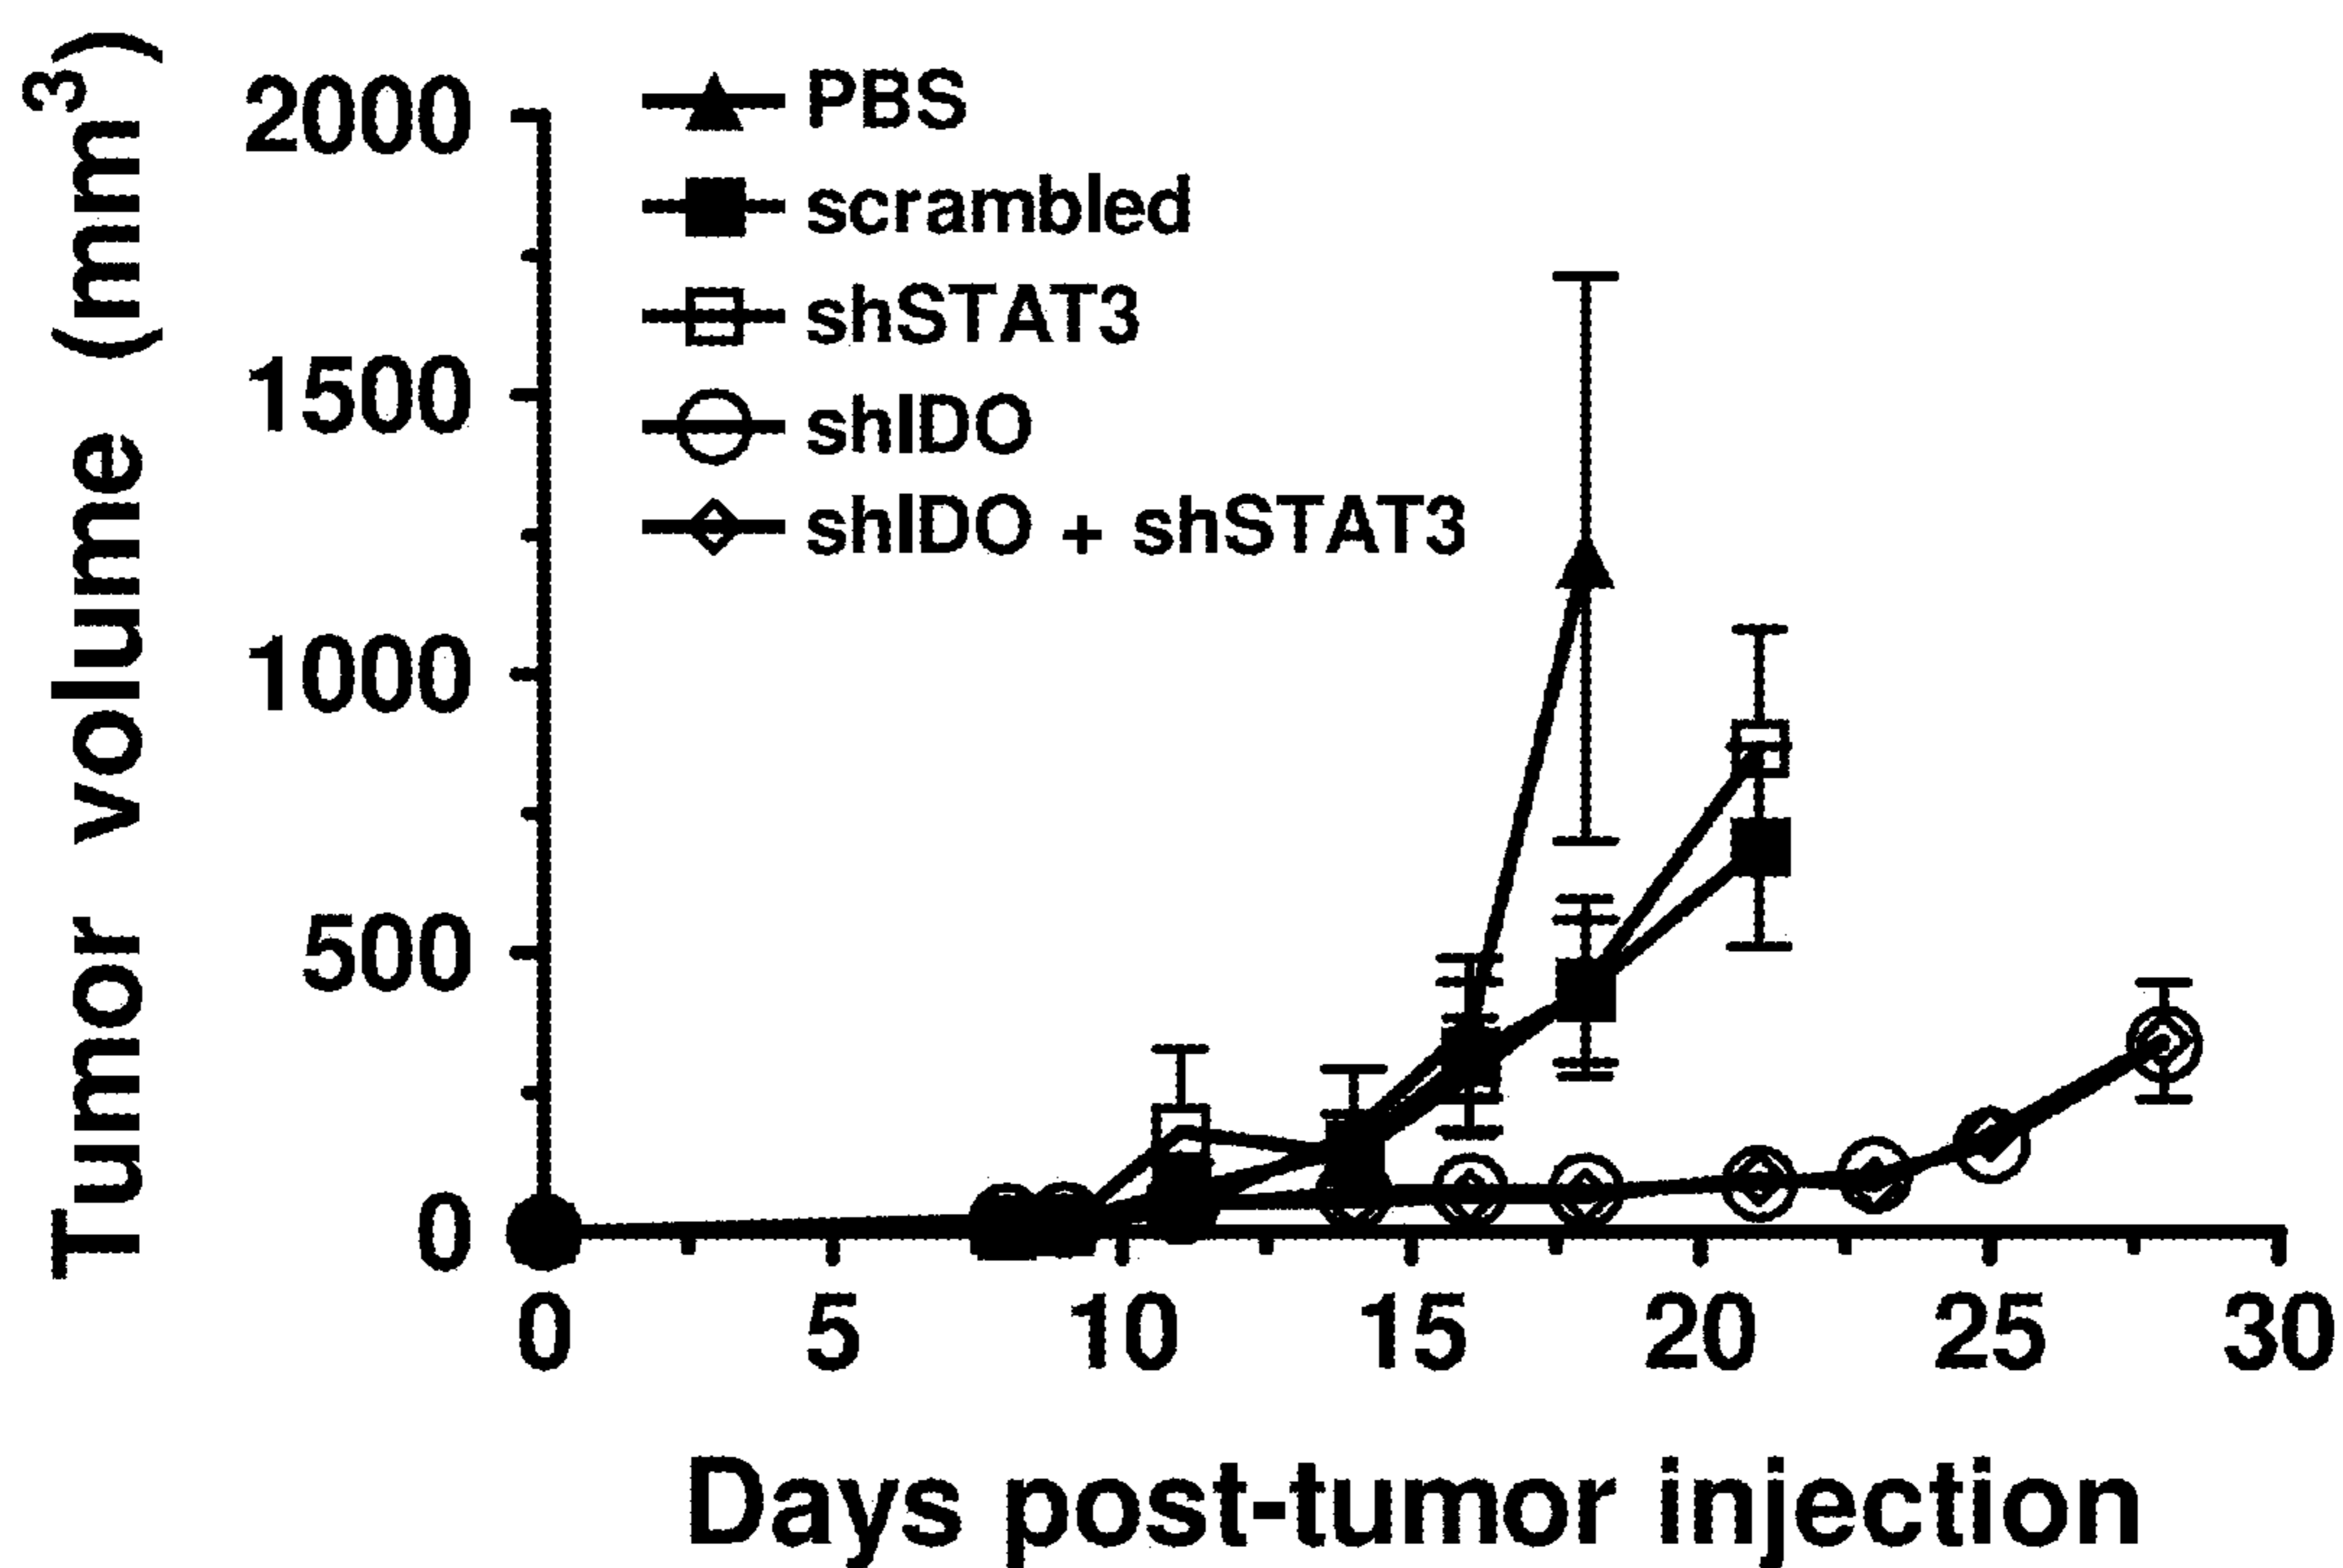 Tumor volume (mm³)
2000
1500
1000
500
0
PBS
scrambled
shSTAT3
shIDO
shIDO + shSTAT3
0 5 10 15 20 25 30
Days post-tumor injection